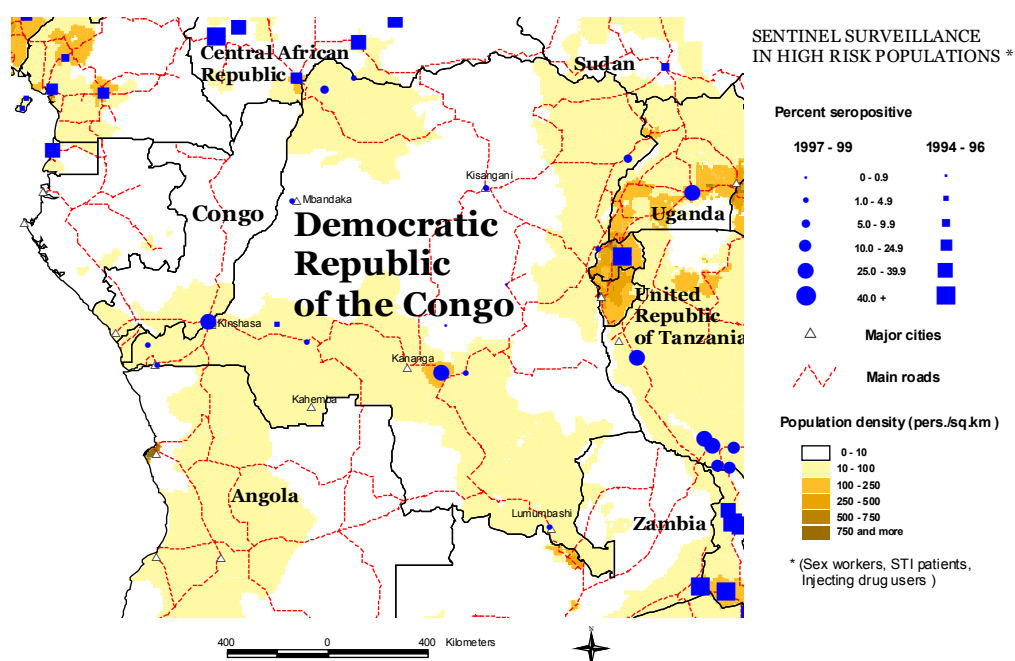 SENTINEL SURVEILLANCE
IN HIGH RISK POPULATIONS *
Central African
Republic
Sudan
Percent seropositive
1997 - 99
1994 - 96
0 - 0.9
1.0 - 4.9
5.0 - 9.9
10.0 - 24.9
25.0 - 39.9
40.0 +
Major cities
Main roads
Population density (pers./sq.km )
0 - 10
10 - 100
100 - 250
250 - 500
500 - 750
750 and more
* (Sex workers, STI patients,
Injecting drug users )
Kisangani
Mbandaka
Congo
Democratic
Republic
of the Congo
Uganda
United
Republic
of Tanzania
Kinshasa
Kananga
Kahemba
Angola
Lumumbashi
Zambia
400
0
400
Kilometers
N